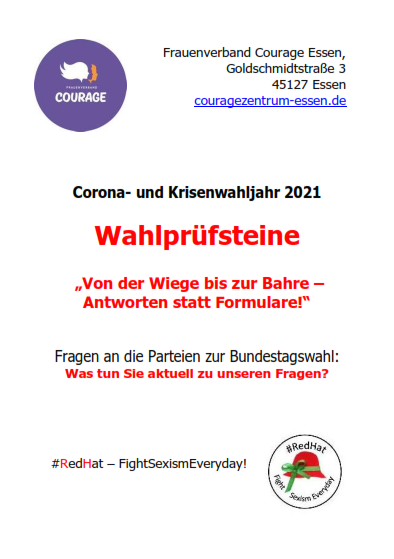 FRAUENVERBAND
COURAGE
Frauenverband Courage Essen,
Goldschmidtstraße 3
45127 Essen
couragezentrum-essen.de
Corona- und Krisenwahljahr 2021
Wahlprüfsteine
„Von der Wiege bis zur Bahre –
Antworten statt Formulare!“
Fragen an die Parteien zur Bundestagswahl:
Was tun Sie aktuell zu unseren Fragen?
#RedHat – FightSexismEveryday!
#RedHat
Fight Sexism Everyday